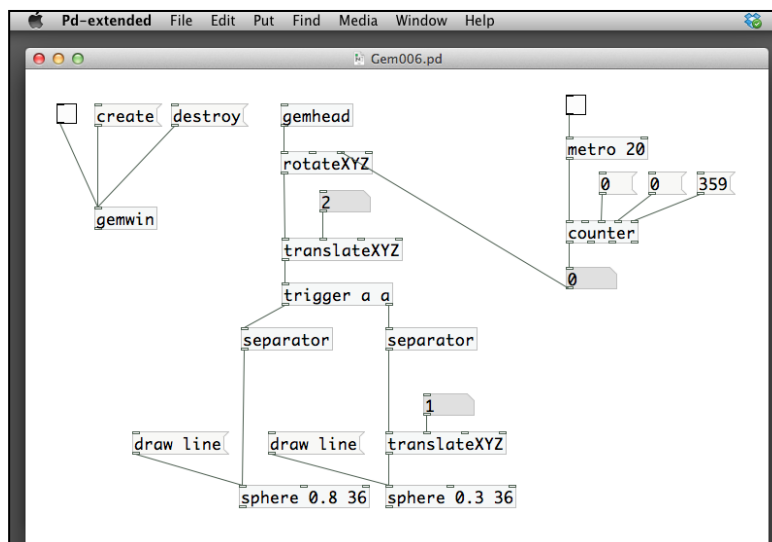 Pd-extended File Edit Put Find Media Window Help
Gem006.pd
create destroy gemhead
rotateXYZ metro 20
0 0 359
2
gemwin counter
translateXYZ
0
trigger a a
separator separator
1
draw line draw line translateXYZ
sphere 0.8 36 sphere 0.3 36